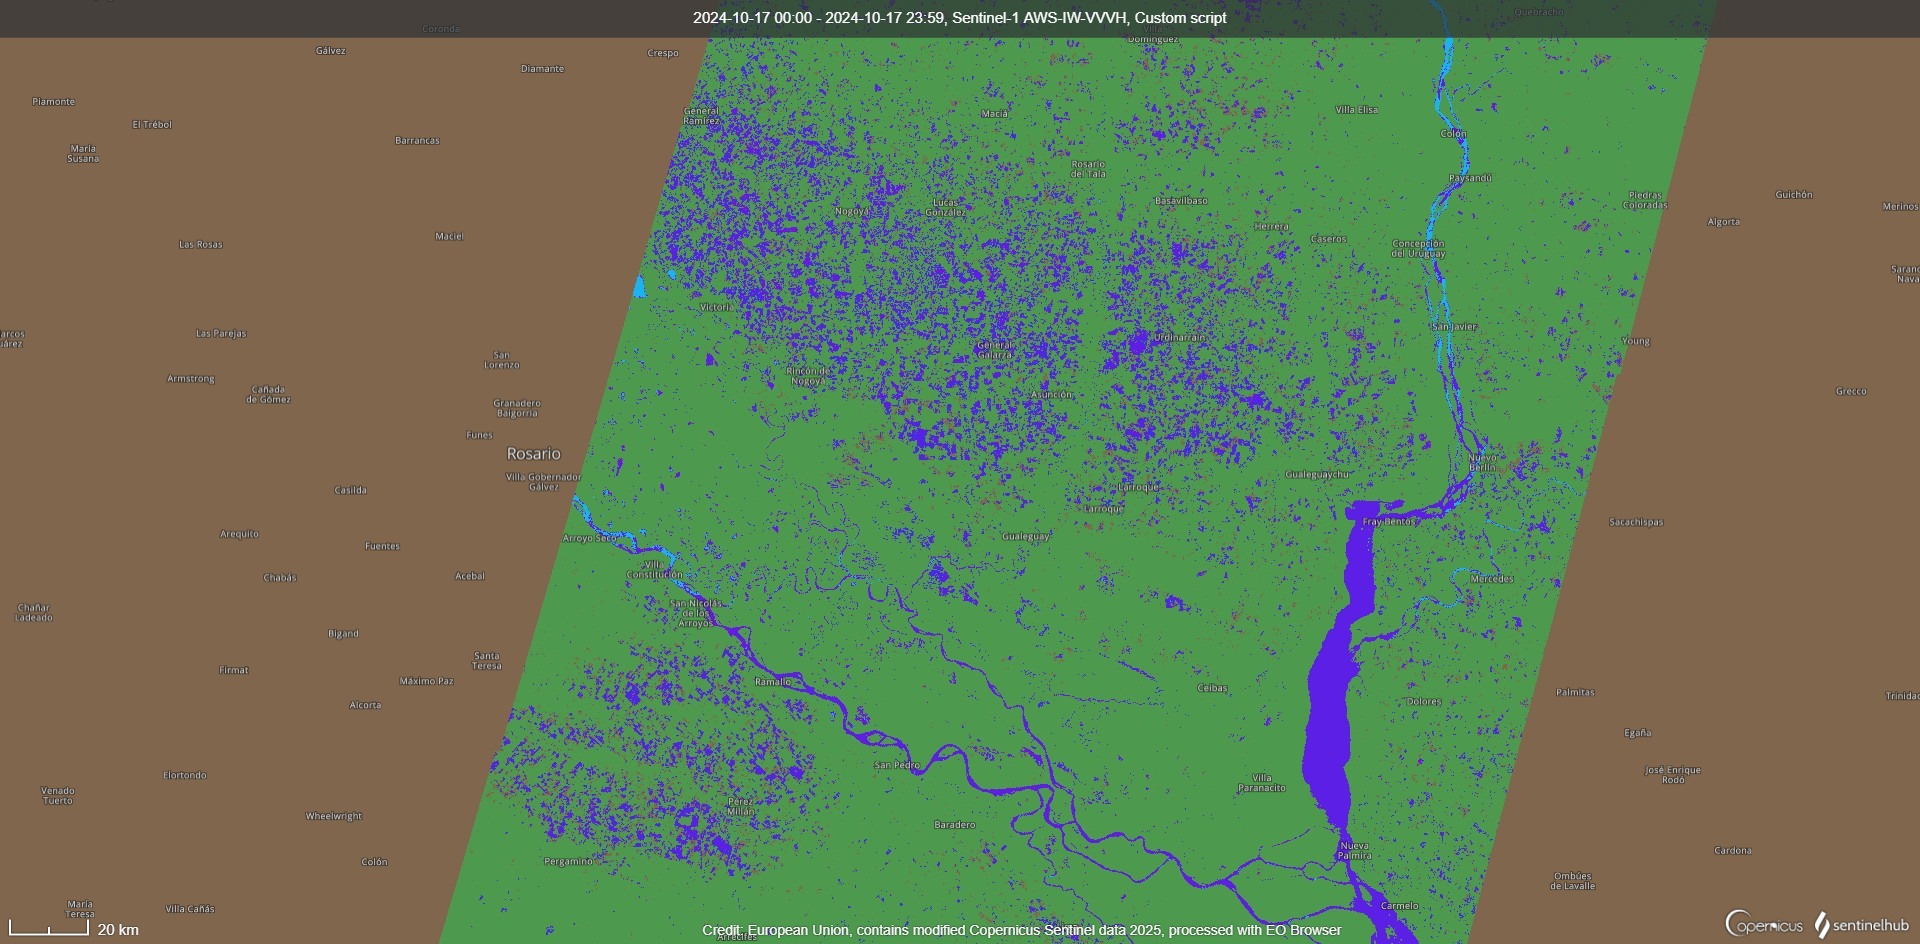 2024-10-17 00:00 - 2024-10-17 23:59, Sentinel-1 AWS-IW-VVVH, Custom script
Quebracho
Coronda
Domínguez
Gálvez
Crespo
Diamante
Piamonte
General
Ramírez
Maciá
Villa Elisa
El Trébol
Colón
Barrancas
María
Susana
Rosario
del Tala
Paysandú
Piedras
Coloradas
Guichón
Merinos
Basavilbaso
Lucas
González
Nogoyá
Algorta
Herrera
Maciel
Caseros
Las Rosas
Concepción
del Uruguay
Victoria
San Javier
Las Parejas
Urdinarrain
Young
General
Galarza
San
Lorenzo
Rincón de
Nogoyá
Armstrong
Cañada
de Gómez
Asunción
Grecco
Granadero
Baigorria
Funes
Rosario
Nuevo
Berlín
Gualeguaychú
Villa Gobernador
Gálvez
Casilda
Larroque
Larroque
Fray Bentos
Sacachispas
Arequito
Arroyo Seco
Gualeguay
Fuentes
Villa
Constitución
Chabás
Acebal
Mercedes
Chañar
Ladeado
San Nicolás
de los
Arroyos
Bigand
Santa
Teresa
Firmat
Máximo Paz
Ramallo
Ceibas
Palmitas
Trinidad
Dolores
Alcorta
Egaña
San Pedro
José Enrique
Rodó
Elortondo
Villa
Paranacito
Venado
Tuerto
Pérez
Millán
Wheelwright
Baradero
Nueva
Palmira
Cardona
Colón
Pergamino
Ombúes
de Lavalle
María
Teresa
Villa Cañás
Carmelo
20 km
Credit: European Union, contains modified Copernicus Sentinel data 2025, processed with EO Browser
Arrecifes
Copernicus
sentinelhub